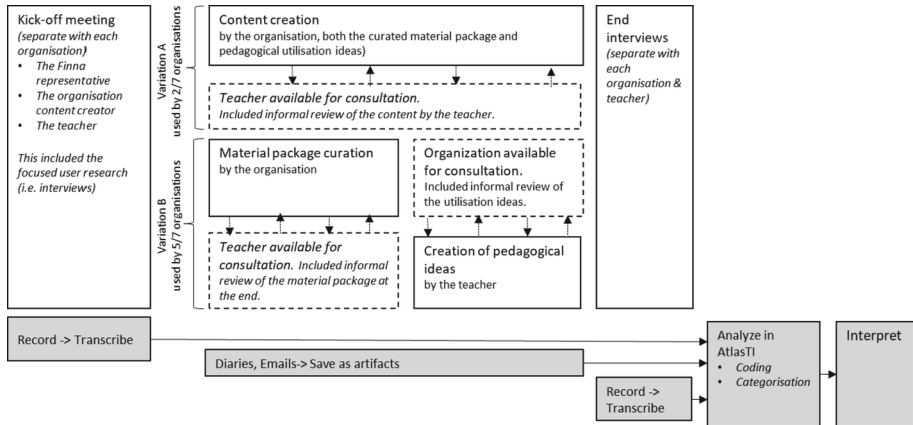 Kick-off meeting
(separate with each
organisation)
• The Finna
representative
• The organisation
content creator
• The teacher
This included the
focused user research
(i.e. interviews)
Variation A
used by 2/7 organisations
Content creation
by the organisation, both the curated material package and
pedagogical utilisation ideas)
Teacher available for consultation.
Included informal review of the content by the teacher.
Variation B
used by 5/7 organisations
Material package curation
by the organisation
Teacher available for
consultation. Included informal
review of the material package at
the end.
Organization available
for consultation.
Included informal review of
the utilisation ideas.
Creation of pedagogical
ideas
by the teacher
End
interviews
(separate with
each
organisation &
teacher)
Record -> Transcribe
Diaries, Emails-> Save as artifacts
Record ->
Transcribe
Analyze in
AtlasTI
• Coding
• Categorisation
Interpret